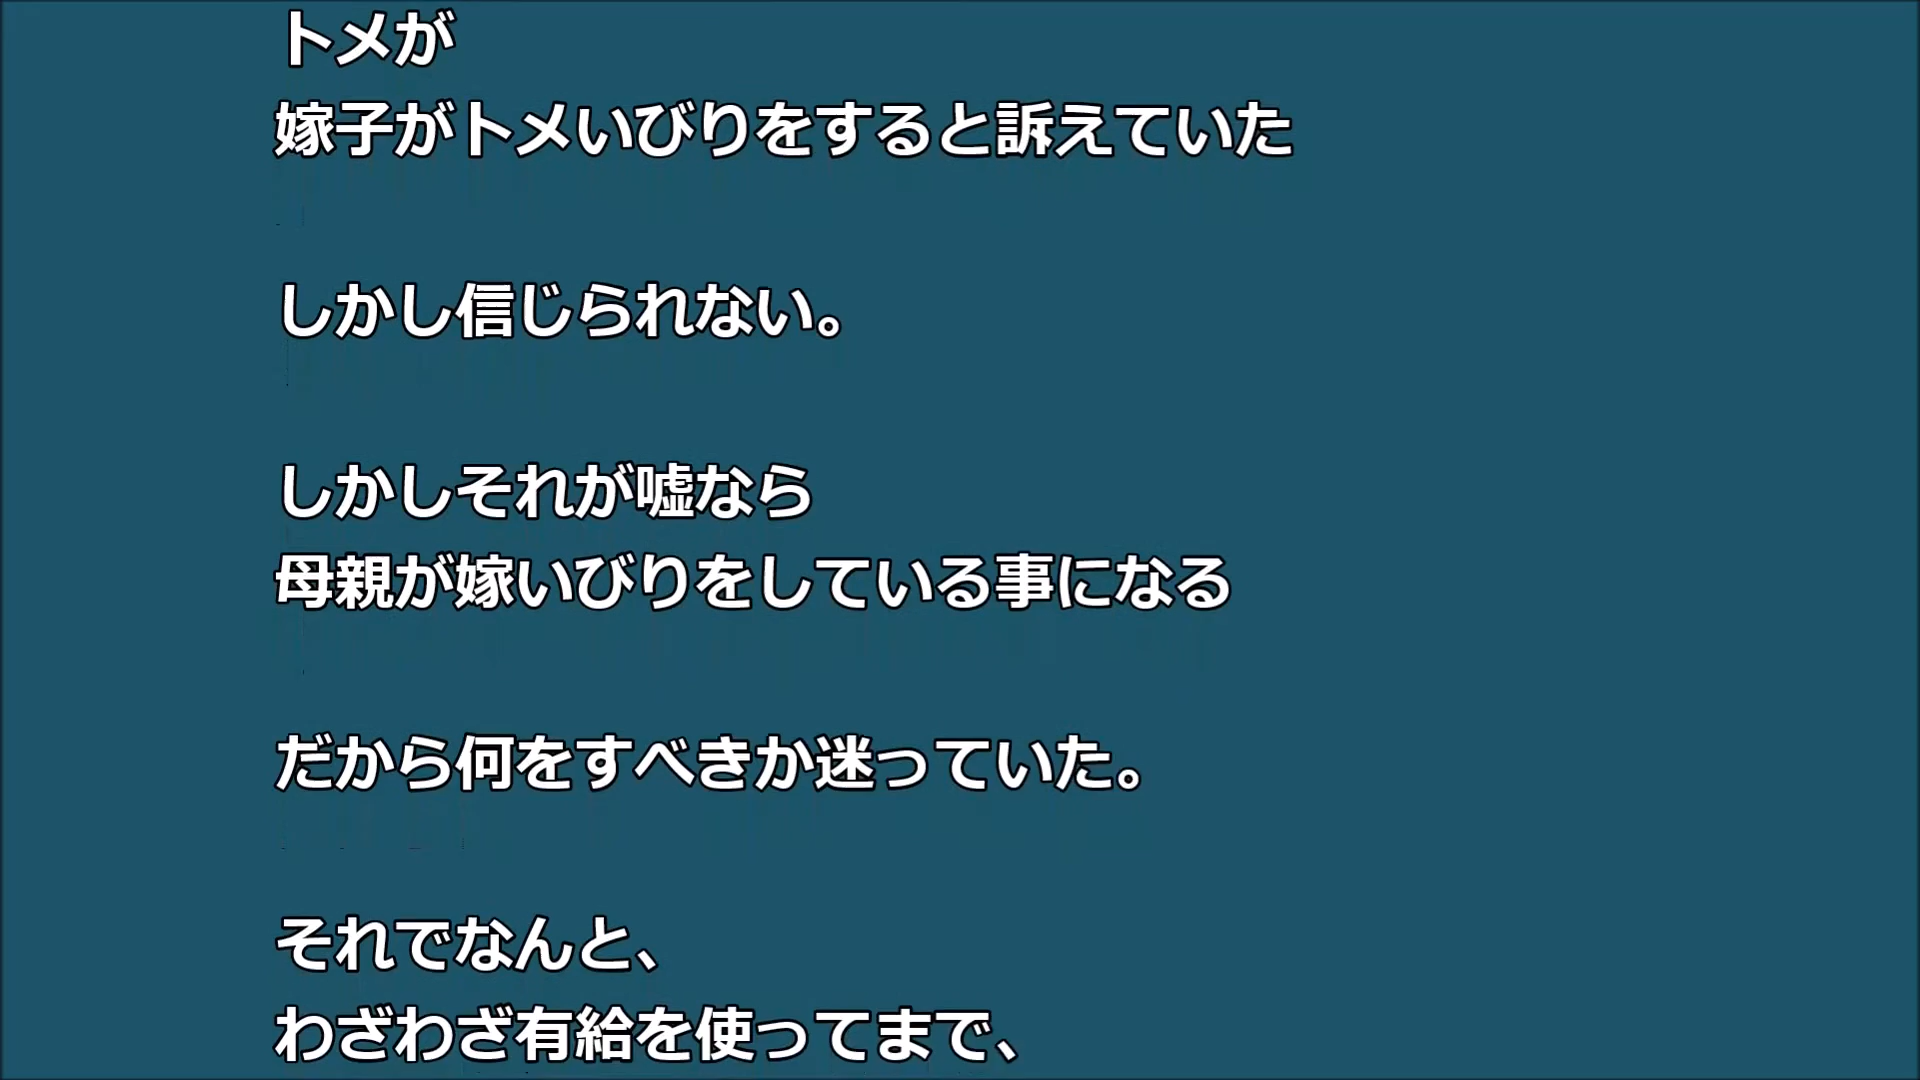 トメが
嫁子がトメいびりをすると訴えていた
しかし信じられない。
しかしそれが嘘なら
母親が嫁いびりをしている事になる
だから何をすべきか迷っていた。
それでなんと、
わざわざ有給を使ってまで、